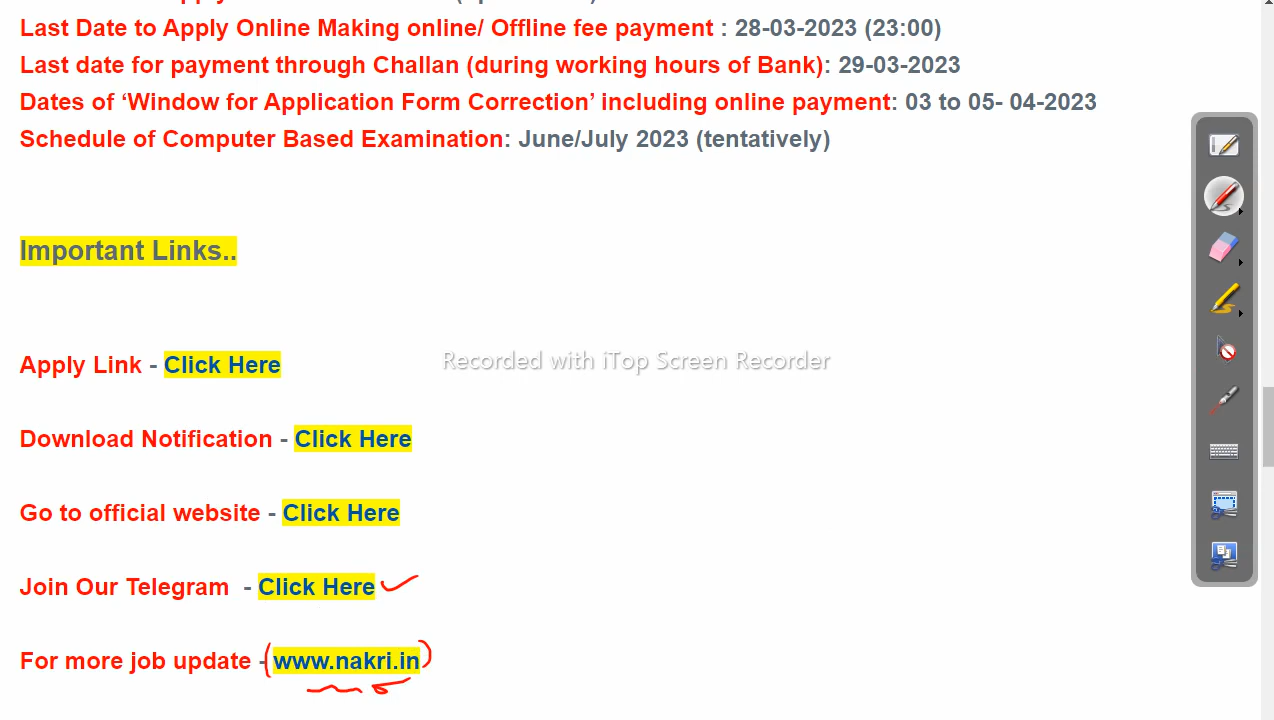 Last Date to Apply Online Making online/ Offline fee payment : 28-03-2023 (23:00)
Last date for payment through Challan (during working hours of Bank): 29-03-2023
Dates of ‘Window for Application Form Correction’ including online payment: 03 to 05- 04-2023
Schedule of Computer Based Examination: June/July 2023 (tentatively)
Important Links..
Apply Link - Click Here
Recorded with iTop Screen Recorder
Download Notification - Click Here
Go to official website - Click Here
Join Our Telegram - Click Here
For more job update - www.nakri.in